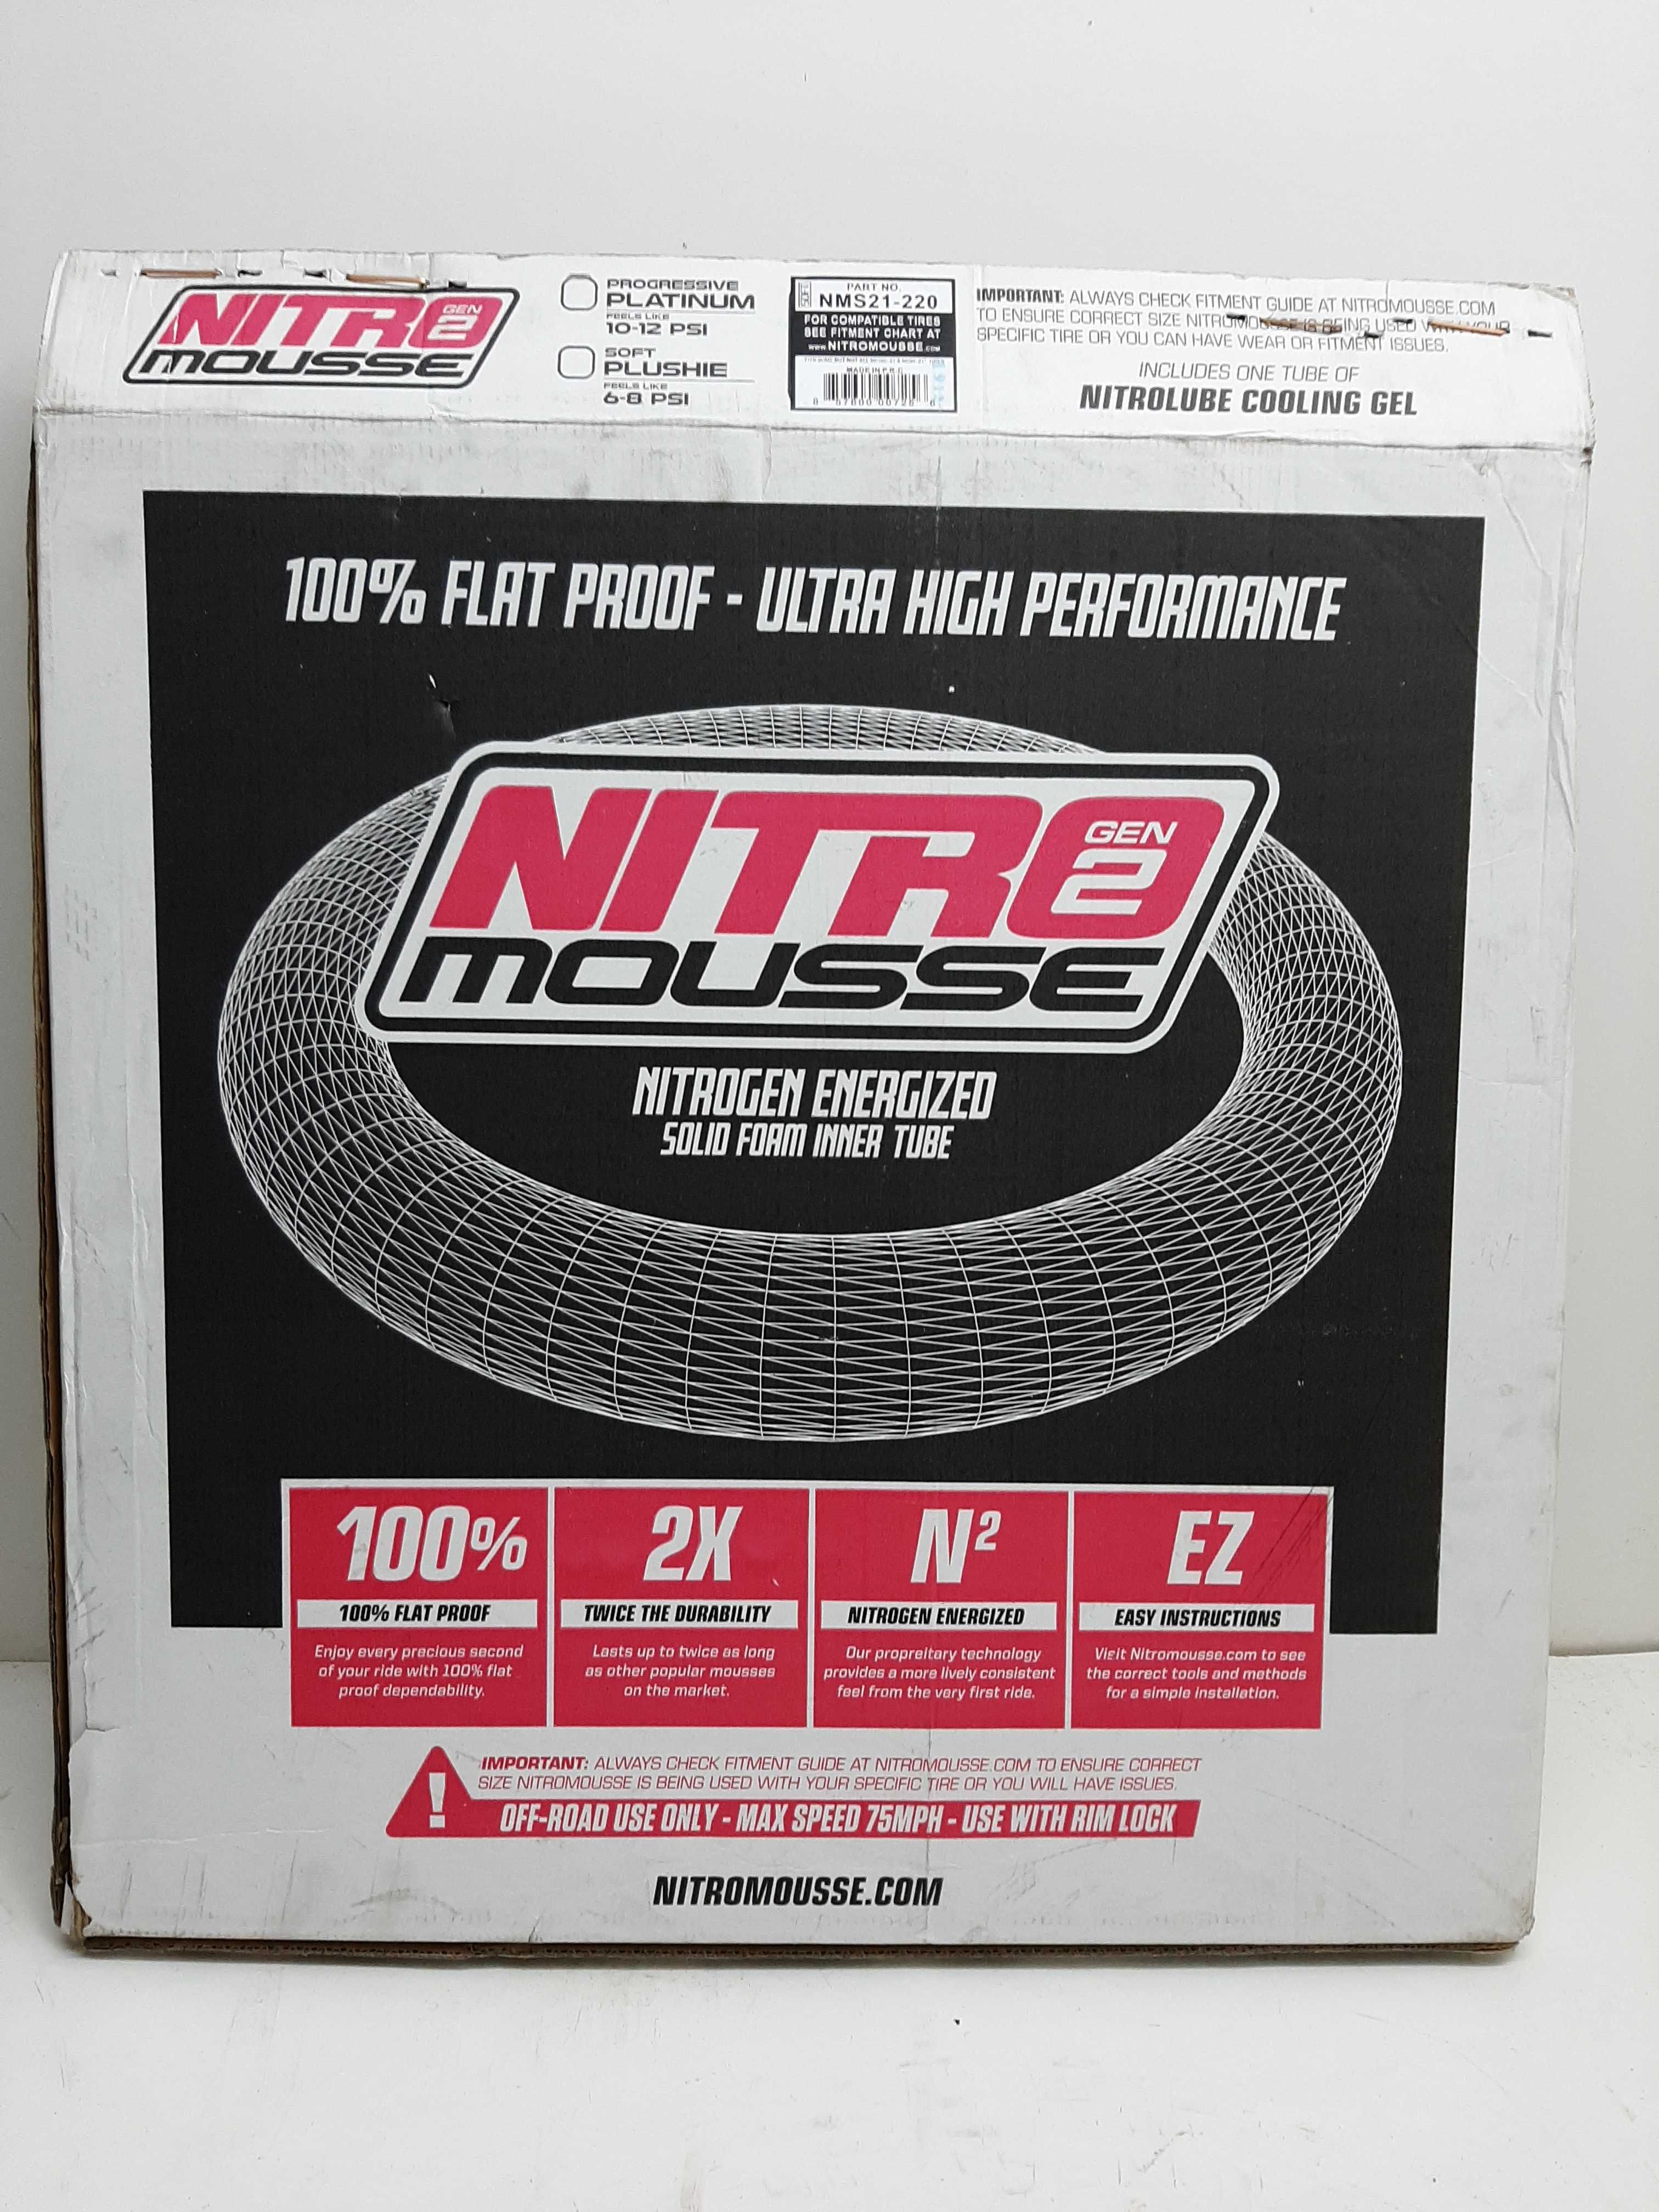 NITRO GEN 2
MOUSSE
PROGRESSIVE
PLATINUM
FEELS LIKE
10-12 PSI
SOFT
PLUSHIE
FEELS LIKE
6-8 PSI
PART NO.
NMS21-220
FOR COMPATIBLE TIRES
SEE FITMENT CHART AT
www.NITROMOUSSE.com
MADE IN P.R.C.
IMPORTANT: ALWAYS CHECK FITMENT GUIDE AT NITROMOUSSE.COM
TO ENSURE CORRECT SIZE NITROMOUSSE IS BEING USED WITH YOUR
SPECIFIC TIRE OR YOU CAN HAVE WEAR OR FITMENT ISSUES.
INCLUDES ONE TUBE OF
NITROLUBE COOLING GEL
100% FLAT PROOF - ULTRA HIGH PERFORMANCE
NITRO GEN 2
MOUSSE
NITROGEN ENERGIZED
SOLID FOAM INNER TUBE
100%
100% FLAT PROOF
Enjoy every precious second
of your ride with 100% flat
proof dependability.
2X
TWICE THE DURABILITY
Lasts up to twice as long
as other popular mousses
on the market.
N²
NITROGEN ENERGIZED
Our propreitary technology
provides a more lively consistent
feel from the very first ride.
EZ
EASY INSTRUCTIONS
Visit Nitromousse.com to see
the correct tools and methods
for a simple installation.
IMPORTANT: ALWAYS CHECK FITMENT GUIDE AT NITROMOUSSE.COM TO ENSURE CORRECT
SIZE NITROMOUSSE IS BEING USED WITH YOUR SPECIFIC TIRE OR YOU WILL HAVE ISSUES.
! OFF-ROAD USE ONLY - MAX SPEED 75MPH - USE WITH RIM LOCK
NITROMOUSSE.COM